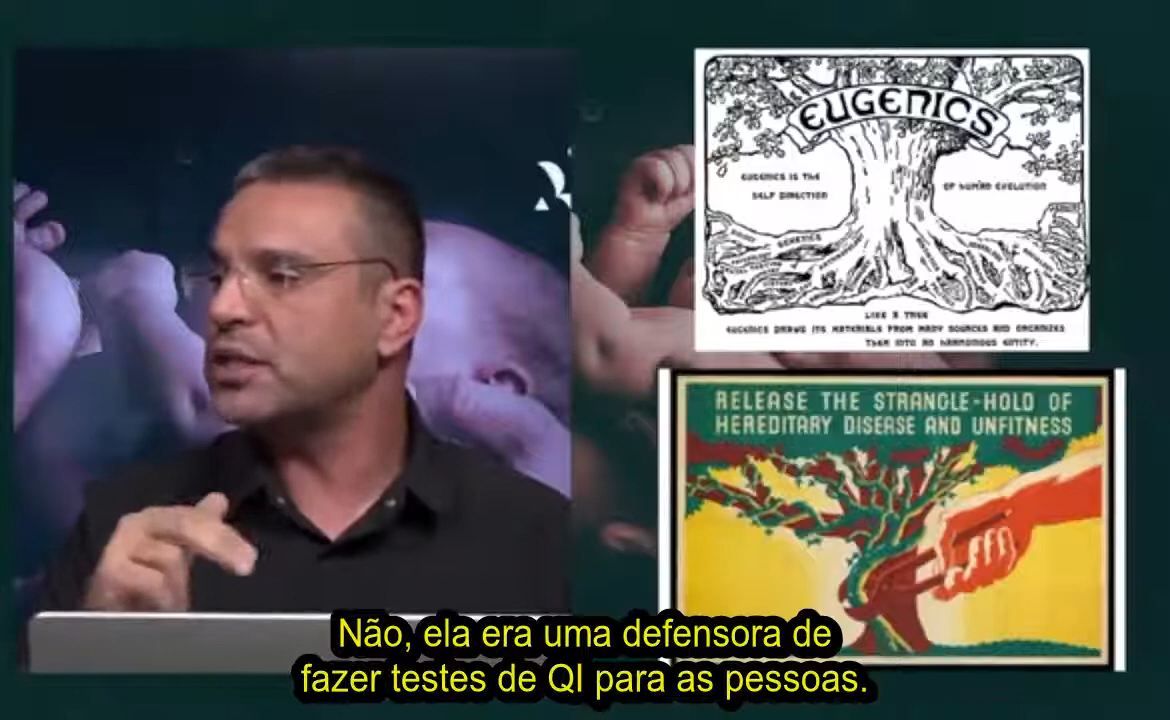 EUGENICS
EUGENICS IS THE
SELF DIRECTION
OF HUMAN EVOLUTION
GENETICS
LIKE A TREE
EUGENICS DRAWS ITS MATERIALS FROM MANY SOURCES AND ORGANIZES
THEM INTO AN HARMONIOUS ENTITY.
RELEASE THE STRANGLE-HOLD OF
HEREDITARY DISEASE AND UNFITNESS
Não, ela era uma defensora de
fazer testes de QI para as pessoas.